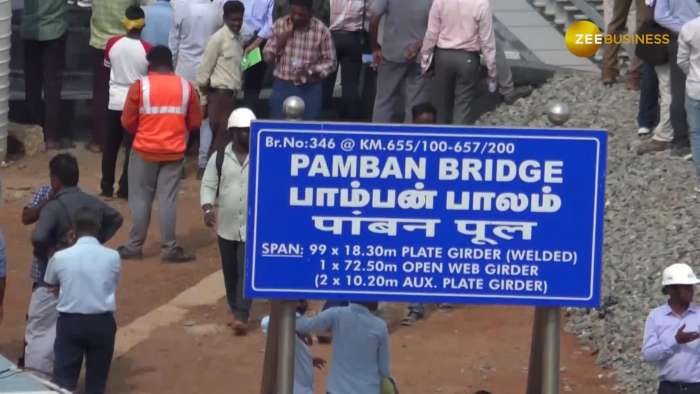 ZEE BUSINESS
Br.No:346 @ KM.655/100-657/200
PAMBAN BRIDGE
பாம்பன் பாலம்
पांबन पूल
SPAN: 99 x 18.30m PLATE GIRDER (WELDED)
1 x 72.50m OPEN WEB GIRDER
(2 x 10.20m AUX. PLATE GIRDER)